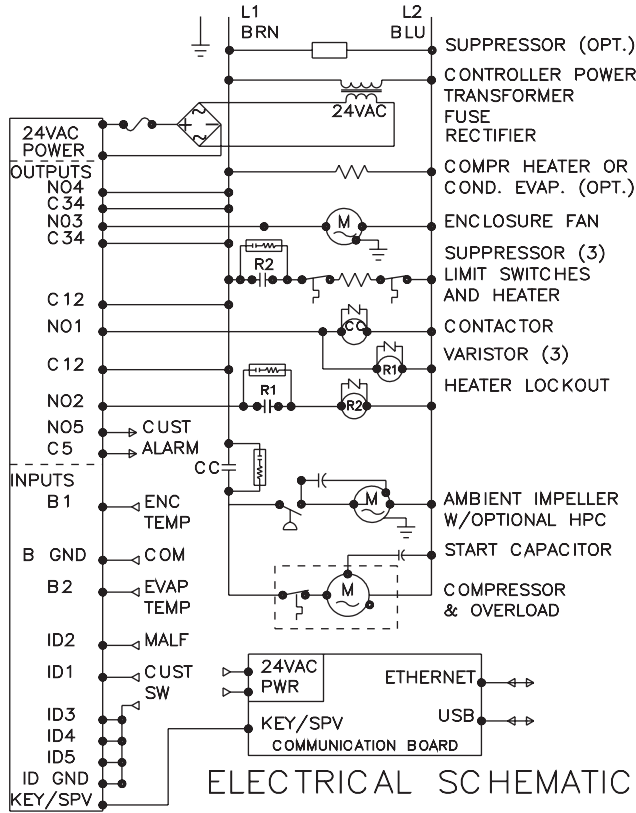 L1
BRN
L2
BLU
SUPPRESSOR (OPT.)
CONTROLLER POWER
TRANSFORMER
FUSE
RECTIFIER
24VAC
24VAC
POWER
OUTPUTS
NO4
C34
NO3
C34
C12
NO1
C12
NO2
NO5
C5
CUST
ALARM
INPUTS
B1
ENC
TEMP
B GND
COM
B2
EVAP
TEMP
ID2
MALF
ID1
CUST
SW
ID3
ID4
ID5
ID GND
KEY/SPV
COMPR HEATER OR
COND. EVAP. (OPT.)
M
ENCLOSURE FAN
R2
SUPPRESSOR (3)
LIMIT SWITCHES
AND HEATER
CC
CONTACTOR
R1
VARISTOR (3)
R1
R2
HEATER LOCKOUT
CC
M
AMBIENT IMPELLER
W/OPTIONAL HPC
START CAPACITOR
M
COMPRESSOR
& OVERLOAD
24VAC
PWR
ETHERNET
USB
KEY/SPV
COMMUNICATION BOARD
ELECTRICAL SCHEMATIC